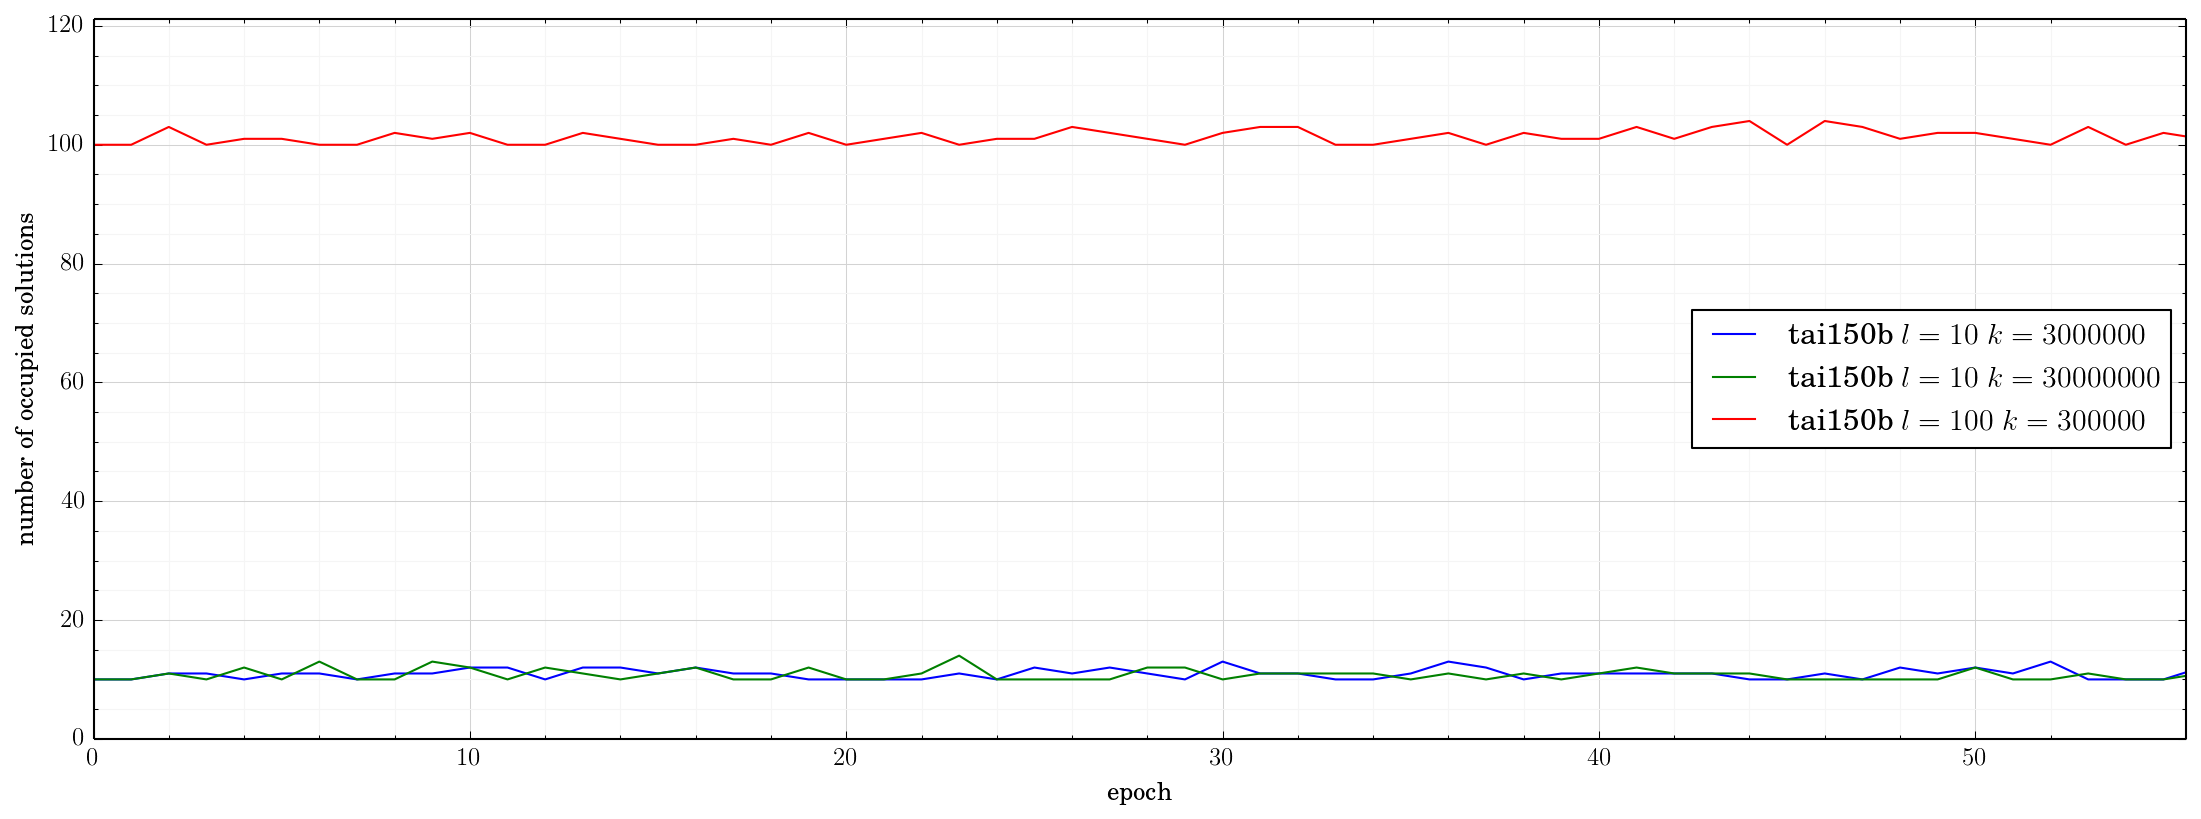 120
100
80
60
40
20
0
number of occupied solutions
tai150b l = 10 k = 3000000
tai150b l = 10 k = 30000000
tai150b l = 100 k = 300000
0 10 20 30 40 50
epoch